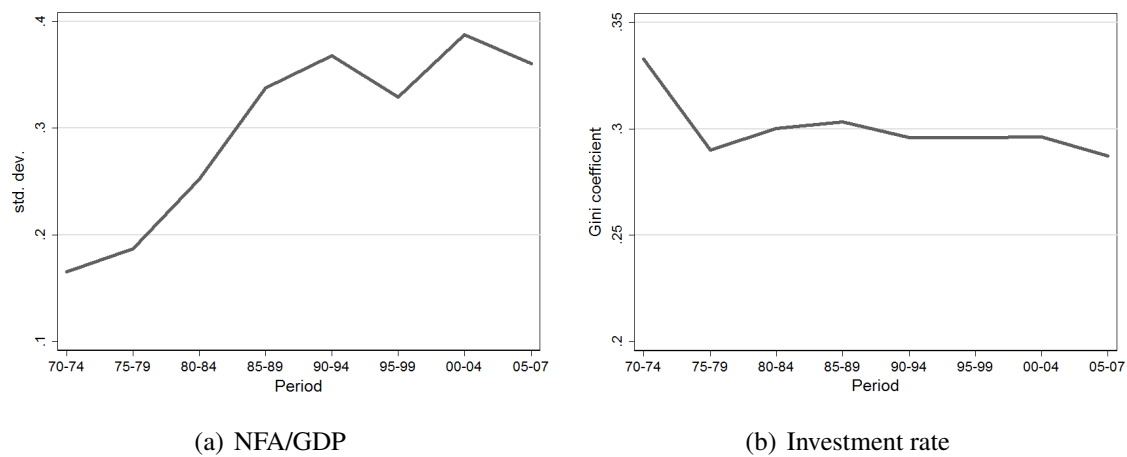 .4
.3
.2
.1
std. dev.
70-74 75-79 80-84 85-89 90-94 95-99 00-04 05-07
Period
(a) NFA/GDP
.35
.3
.25
.2
Gini coefficient
70-74 75-79 80-84 85-89 90-94 95-99 00-04 05-07
Period
(b) Investment rate